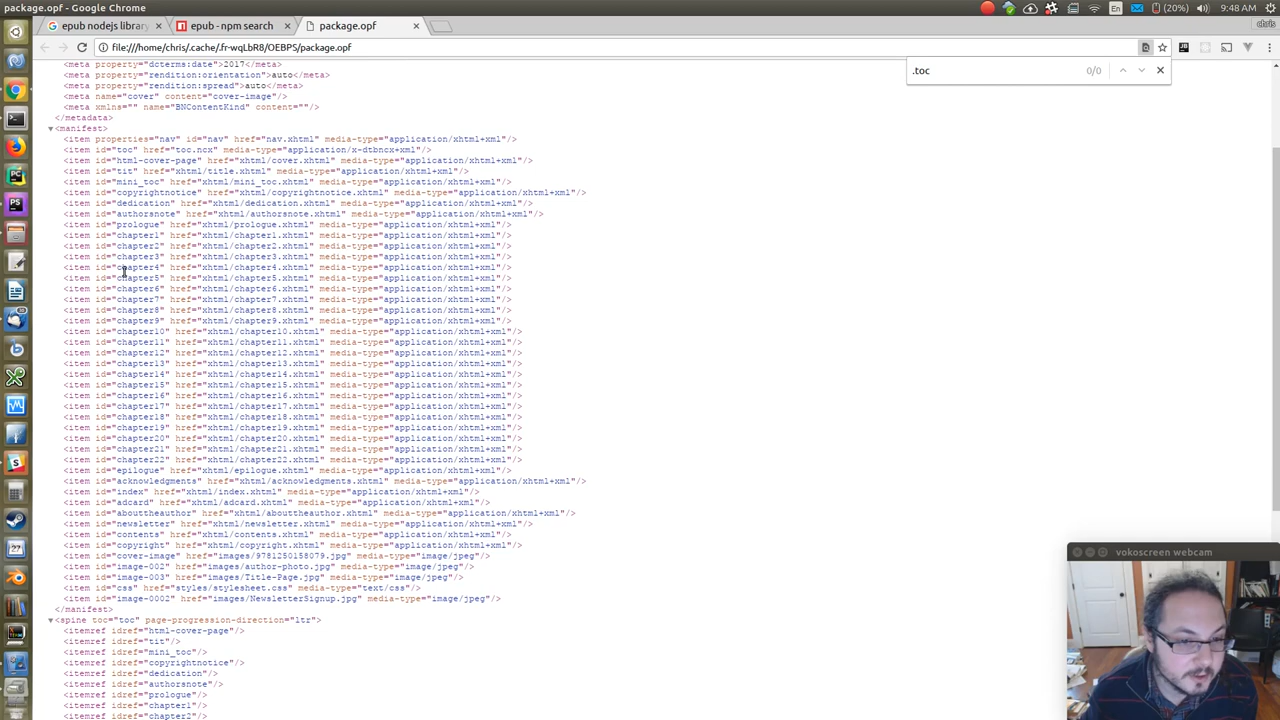 package.opf - Google Chrome
(20%)
9:48 AM
epub nodejs library
epub - npm search
package.opf
chris
file:///home/chris/.cache/.fr-wqLbR8/OEBPS/package.opf
.toc
0/0
<meta property="dcterms:date">2017</meta>
<meta property="rendition:orientation">auto</meta>
<meta property="rendition:spread">auto</meta>
<meta name="cover" content="cover-image"/>
<meta xmlns="" name="BNContentKind" content=""/>
</metadata>
<manifest>
<item properties="nav" id="nav" href="nav.xhtml" media-type="application/xhtml+xml"/>
<item id="toc" href="toc.ncx" media-type="application/x-dtbncx+xml"/>
<item id="html-cover-page" href="xhtml/cover.xhtml" media-type="application/xhtml+xml"/>
<item id="tit" href="xhtml/title.xhtml" media-type="application/xhtml+xml"/>
<item id="mini_toc" href="xhtml/mini_toc.xhtml" media-type="application/xhtml+xml"/>
<item id="copyrightnotice" href="xhtml/copyrightnotice.xhtml" media-type="application/xhtml+xml"/>
<item id="dedication" href="xhtml/dedication.xhtml" media-type="application/xhtml+xml"/>
<item id="authorsnote" href="xhtml/authorsnote.xhtml" media-type="application/xhtml+xml"/>
<item id="prologue" href="xhtml/prologue.xhtml" media-type="application/xhtml+xml"/>
<item id="chapter1" href="xhtml/chapter1.xhtml" media-type="application/xhtml+xml"/>
<item id="chapter2" href="xhtml/chapter2.xhtml" media-type="application/xhtml+xml"/>
<item id="chapter3" href="xhtml/chapter3.xhtml" media-type="application/xhtml+xml"/>
<item id="chapter4" href="xhtml/chapter4.xhtml" media-type="application/xhtml+xml"/>
<item id="chapter5" href="xhtml/chapter5.xhtml" media-type="application/xhtml+xml"/>
<item id="chapter6" href="xhtml/chapter6.xhtml" media-type="application/xhtml+xml"/>
<item id="chapter7" href="xhtml/chapter7.xhtml" media-type="application/xhtml+xml"/>
<item id="chapter8" href="xhtml/chapter8.xhtml" media-type="application/xhtml+xml"/>
<item id="chapter9" href="xhtml/chapter9.xhtml" media-type="application/xhtml+xml"/>
<item id="chapter10" href="xhtml/chapter10.xhtml" media-type="application/xhtml+xml"/>
<item id="chapter11" href="xhtml/chapter11.xhtml" media-type="application/xhtml+xml"/>
<item id="chapter12" href="xhtml/chapter12.xhtml" media-type="application/xhtml+xml"/>
<item id="chapter13" href="xhtml/chapter13.xhtml" media-type="application/xhtml+xml"/>
<item id="chapter14" href="xhtml/chapter14.xhtml" media-type="application/xhtml+xml"/>
<item id="chapter15" href="xhtml/chapter15.xhtml" media-type="application/xhtml+xml"/>
<item id="chapter16" href="xhtml/chapter16.xhtml" media-type="application/xhtml+xml"/>
<item id="chapter17" href="xhtml/chapter17.xhtml" media-type="application/xhtml+xml"/>
<item id="chapter18" href="xhtml/chapter18.xhtml" media-type="application/xhtml+xml"/>
<item id="chapter19" href="xhtml/chapter19.xhtml" media-type="application/xhtml+xml"/>
<item id="chapter20" href="xhtml/chapter20.xhtml" media-type="application/xhtml+xml"/>
<item id="chapter21" href="xhtml/chapter21.xhtml" media-type="application/xhtml+xml"/>
<item id="chapter22" href="xhtml/chapter22.xhtml" media-type="application/xhtml+xml"/>
<item id="epilogue" href="xhtml/epilogue.xhtml" media-type="application/xhtml+xml"/>
<item id="acknowledgments" href="xhtml/acknowledgments.xhtml" media-type="application/xhtml+xml"/>
<item id="index" href="xhtml/index.xhtml" media-type="application/xhtml+xml"/>
<item id="adcard" href="xhtml/adcard.xhtml" media-type="application/xhtml+xml"/>
<item id="abouttheauthor" href="xhtml/abouttheauthor.xhtml" media-type="application/xhtml+xml"/>
<item id="newsletter" href="xhtml/newsletter.xhtml" media-type="application/xhtml+xml"/>
<item id="contents" href="xhtml/contents.xhtml" media-type="application/xhtml+xml"/>
<item id="copyright" href="xhtml/copyright.xhtml" media-type="application/xhtml+xml"/>
<item id="cover-image" href="images/9781250158079.jpg" media-type="image/jpeg"/>
<item id="image-002" href="images/author-photo.jpg" media-type="image/jpeg"/>
<item id="image-003" href="images/Title-Page.jpg" media-type="image/jpeg"/>
<item id="css" href="styles/stylesheet.css" media-type="text/css"/>
<item id="image-0002" href="images/NewsletterSignup.jpg" media-type="image/jpeg"/>
</manifest>
<spine toc="toc" page-progression-direction="ltr">
<itemref idref="html-cover-page"/>
<itemref idref="tit"/>
<itemref idref="mini_toc"/>
<itemref idref="copyrightnotice"/>
<itemref idref="dedication"/>
<itemref idref="authorsnote"/>
<itemref idref="prologue"/>
<itemref idref="chapter1"/>
<itemref idref="chapter2"/>
vokoscreen webcam